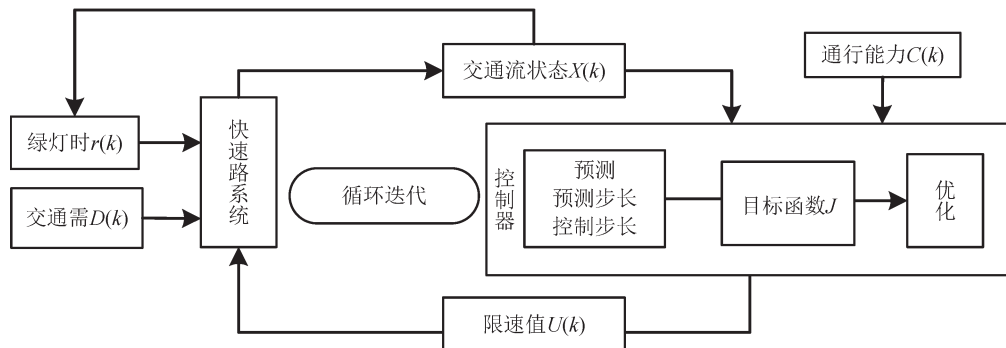 交通流状态X(k)
通行能力C(k)
绿灯时r(k)
交通需D(k)
快速路系统
循环迭代
控制器
预测
预测步长
控制步长
目标函数J
优化
限速值U(k)